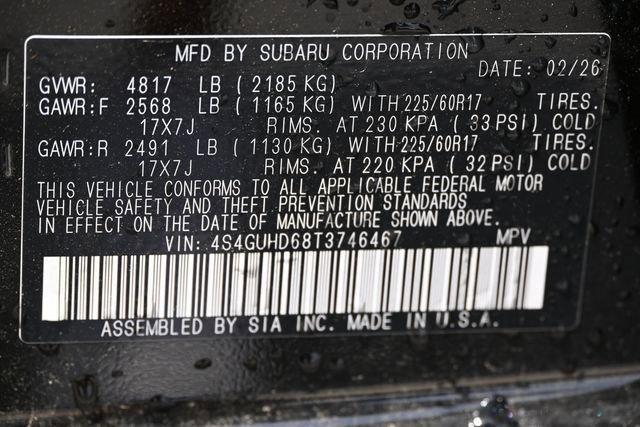 MFD BY SUBARU CORPORATION
DATE: 02/26
GVWR: 4817 LB (2185 KG)
GAWR:F 2568 LB (1165 KG) WITH 225/60R17 TIRES.
17X7J RIMS. AT 230 KPA (33 PSI) COLD
GAWR:R 2491 LB (1130 KG) WITH 225/60R17 TIRES.
17X7J RIMS. AT 220 KPA (32 PSI) COLD
THIS VEHICLE CONFORMS TO ALL APPLICABLE FEDERAL MOTOR
VEHICLE SAFETY AND THEFT PREVENTION STANDARDS
IN EFFECT ON THE DATE OF MANUFACTURE SHOWN ABOVE.
VIN: 4S4GUHD68T3746467 MPV
ASSEMBLED BY SIA INC. MADE IN U.S.A.